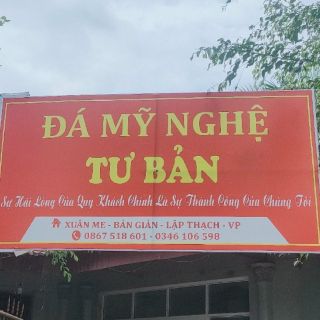 ĐÁ MỸ NGHỆ
TƯ BẢN
Sự Hài Lòng Của Quý Khách Chính Là Sự Thành Công Của Chúng Tôi
XUÂN ME - BẢN GIẢN - LẬP THẠCH - VP
0867 518 601 - 0346 106 598